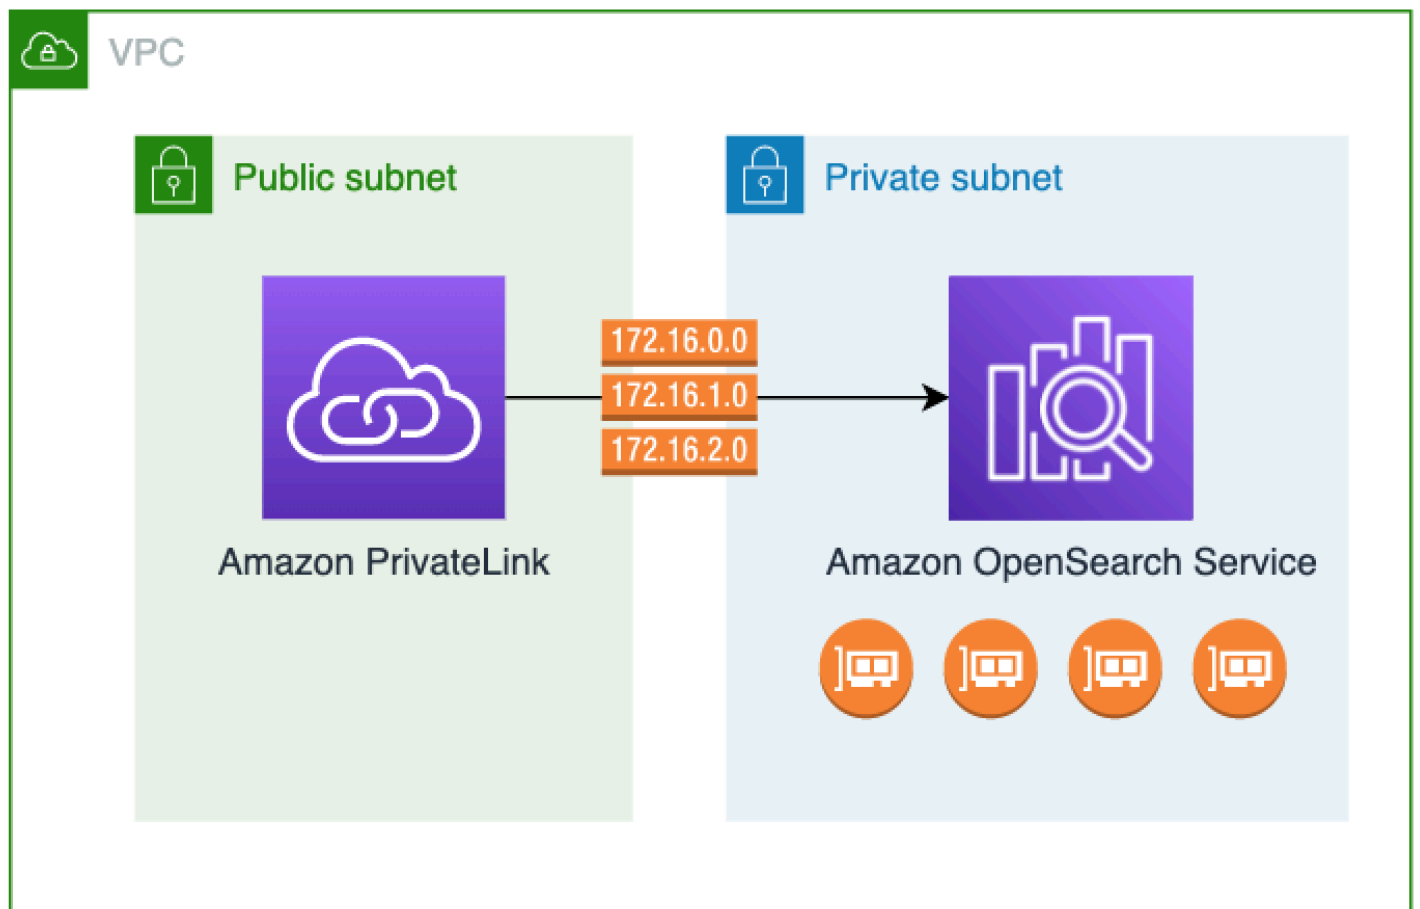 VPC
Public subnet
Private subnet
172.16.0.0
172.16.1.0
172.16.2.0
Amazon PrivateLink
Amazon OpenSearch Service